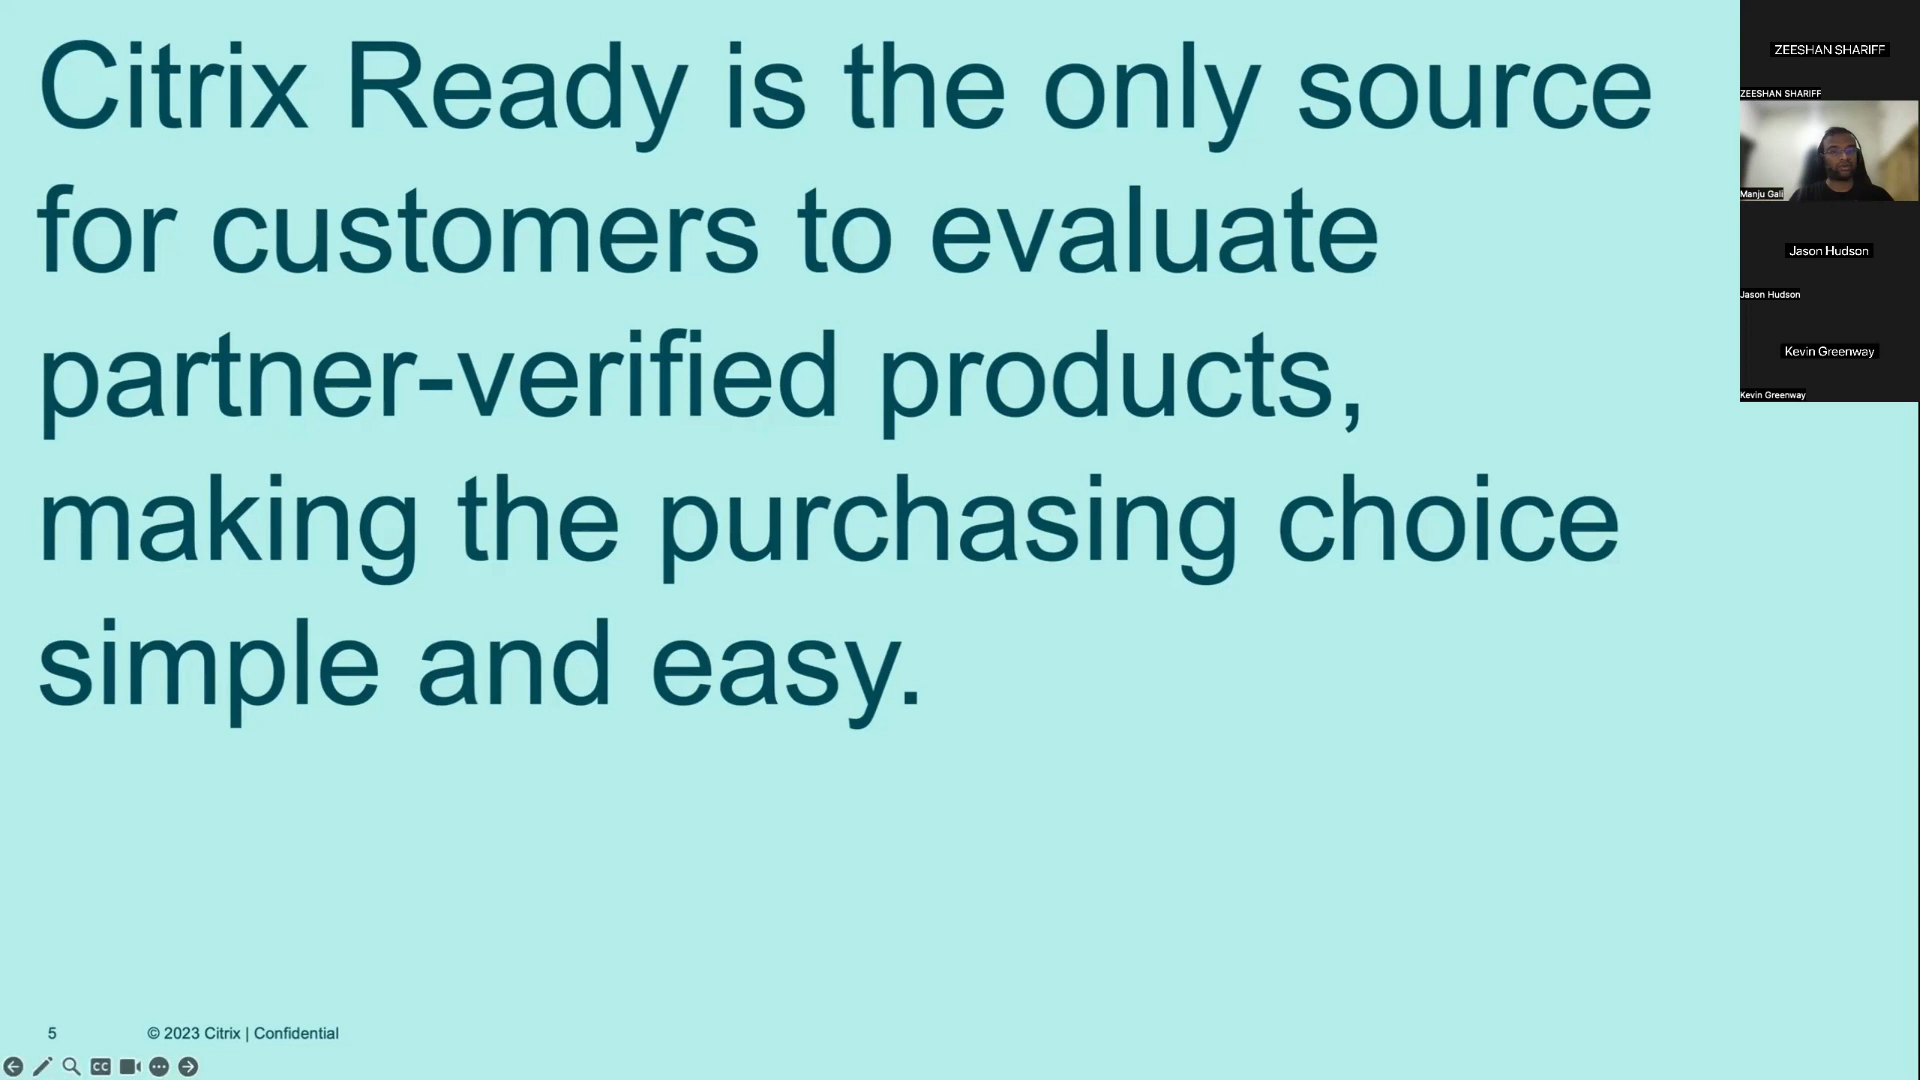 Citrix Ready is the only source
for customers to evaluate
partner-verified products,
making the purchasing choice
simple and easy.
5
© 2023 Citrix | Confidential
CC
ZEESHAN SHARIFF
ZEESHAN SHARIFF
Manju Gali
Jason Hudson
Jason Hudson
Kevin Greenway
Kevin Greenway